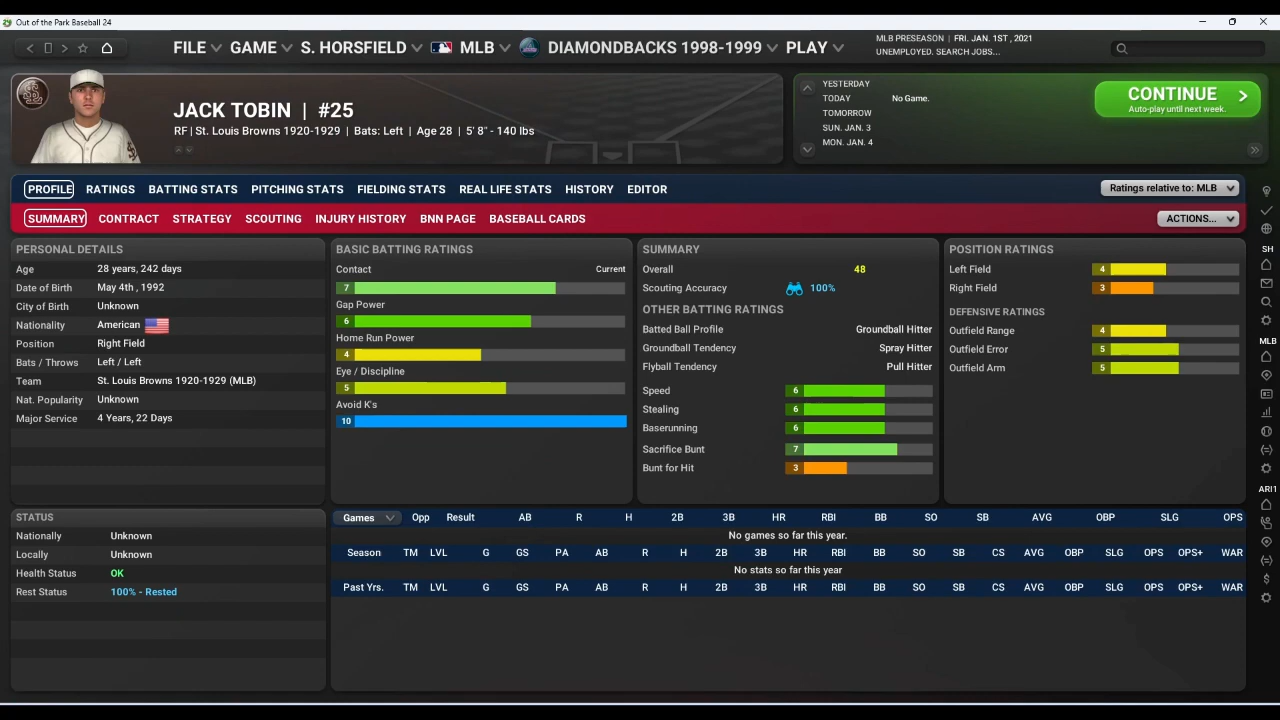 Out of the Park Baseball 24
FILE GAME S. HORSFIELD MLB DIAMONDBACKS 1998-1999 PLAY
MLB PRESEASON | FRI. JAN. 1ST , 2021
UNEMPLOYED. SEARCH JOBS...
JACK TOBIN | #25
RF | St. Louis Browns 1920-1929 | Bats: Left | Age 28 | 5' 8" - 140 lbs
YESTERDAY
TODAY No Game.
TOMORROW
SUN. JAN. 3
MON. JAN. 4
CONTINUE
Auto-play until next week.
PROFILE RATINGS BATTING STATS PITCHING STATS FIELDING STATS REAL LIFE STATS HISTORY EDITOR
Ratings relative to: MLB
SUMMARY CONTRACT STRATEGY SCOUTING INJURY HISTORY BNN PAGE BASEBALL CARDS
ACTIONS...
PERSONAL DETAILS
Age 28 years, 242 days
Date of Birth May 4th , 1992
City of Birth Unknown
Nationality American
Position Right Field
Bats / Throws Left / Left
Team St. Louis Browns 1920-1929 (MLB)
Nat. Popularity Unknown
Major Service 4 Years, 22 Days
BASIC BATTING RATINGS
Contact Current
7
Gap Power
6
Home Run Power
4
Eye / Discipline
5
Avoid K's
10
SUMMARY
Overall 48
Scouting Accuracy 100%
OTHER BATTING RATINGS
Batted Ball Profile Groundball Hitter
Groundball Tendency Spray Hitter
Flyball Tendency Pull Hitter
Speed 6
Stealing 6
Baserunning 6
Sacrifice Bunt 7
Bunt for Hit 3
POSITION RATINGS
Left Field 4
Right Field 3
DEFENSIVE RATINGS
Outfield Range 4
Outfield Error 5
Outfield Arm 5
SH
MLB
ARI1
STATUS
Nationally Unknown
Locally Unknown
Health Status OK
Rest Status 100% - Rested
Games Opp Result AB R H 2B 3B HR RBI BB SO SB AVG OBP SLG OPS
No games so far this year.
Season TM LVL G GS PA AB R H 2B 3B HR RBI BB SO SB CS AVG OBP SLG OPS OPS+ WAR
No stats so far this year
Past Yrs. TM LVL G GS PA AB R H 2B 3B HR RBI BB SO SB CS AVG OBP SLG OPS OPS+ WAR